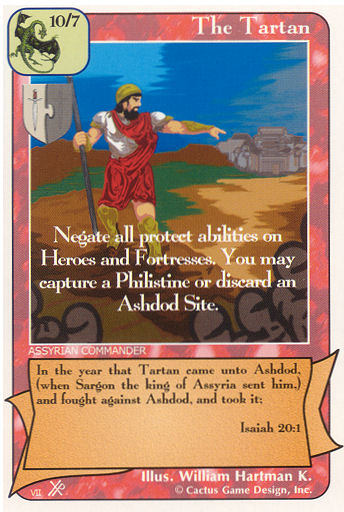 10/7
The Tartan
Negate all protect abilities on
Heroes and Fortresses. You may
capture a Philistine or discard an
Ashdod Site.
ASSYRIAN COMMANDER
In the year that Tartan came unto Ashdod,
(when Sargon the king of Assyria sent him,)
and fought against Ashdod, and took it;
Isaiah 20:1
Illus. William Hartman K.
VII
© Cactus Game Design, Inc.